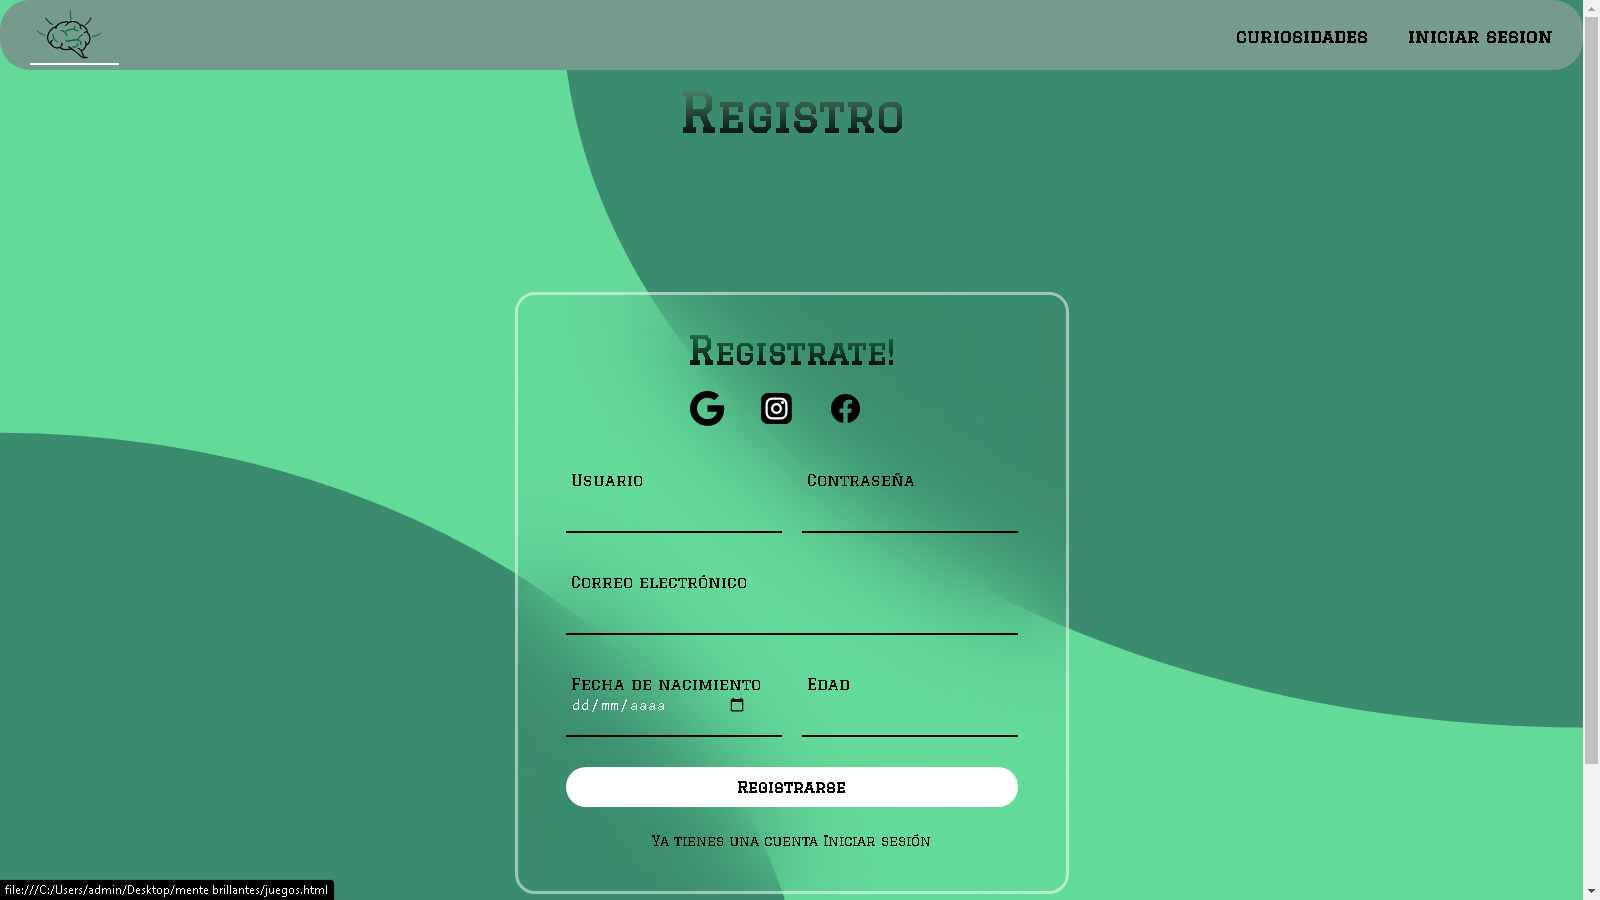 CURIOSIDADES INICIAR SESION
Registro
Registrate!
Usuario Contraseña
Correo electrónico
Fecha de nacimiento Edad
dd/mm/aaaa
Registrarse
Ya tienes una cuenta Iniciar sesión
file:///C:/Users/admin/Desktop/mente brillantes/juegos.html